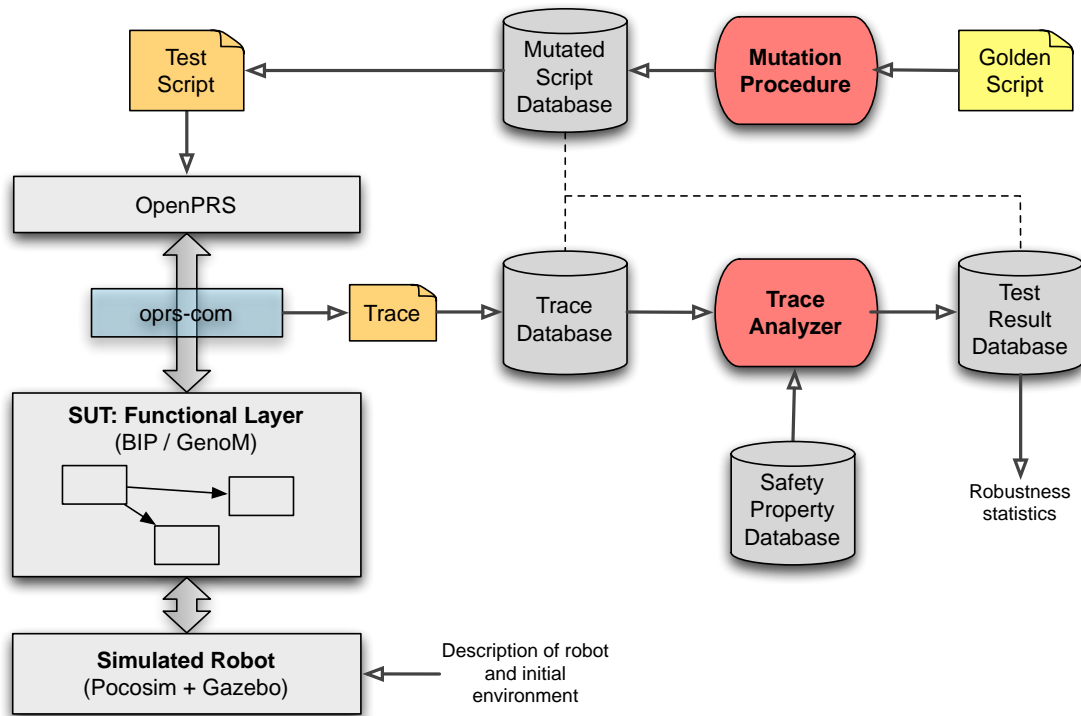 Test
Script
Mutated
Script
Database
Mutation
Procedure
Golden
Script
OpenPRS
oprs-com
Trace
Trace
Database
Trace
Analyzer
Test
Result
Database
SUT: Functional Layer
(BIP / GenoM)
Safety
Property
Database
Robustness
statistics
Simulated Robot
(Pocosim + Gazebo)
Description of robot
and initial
environment